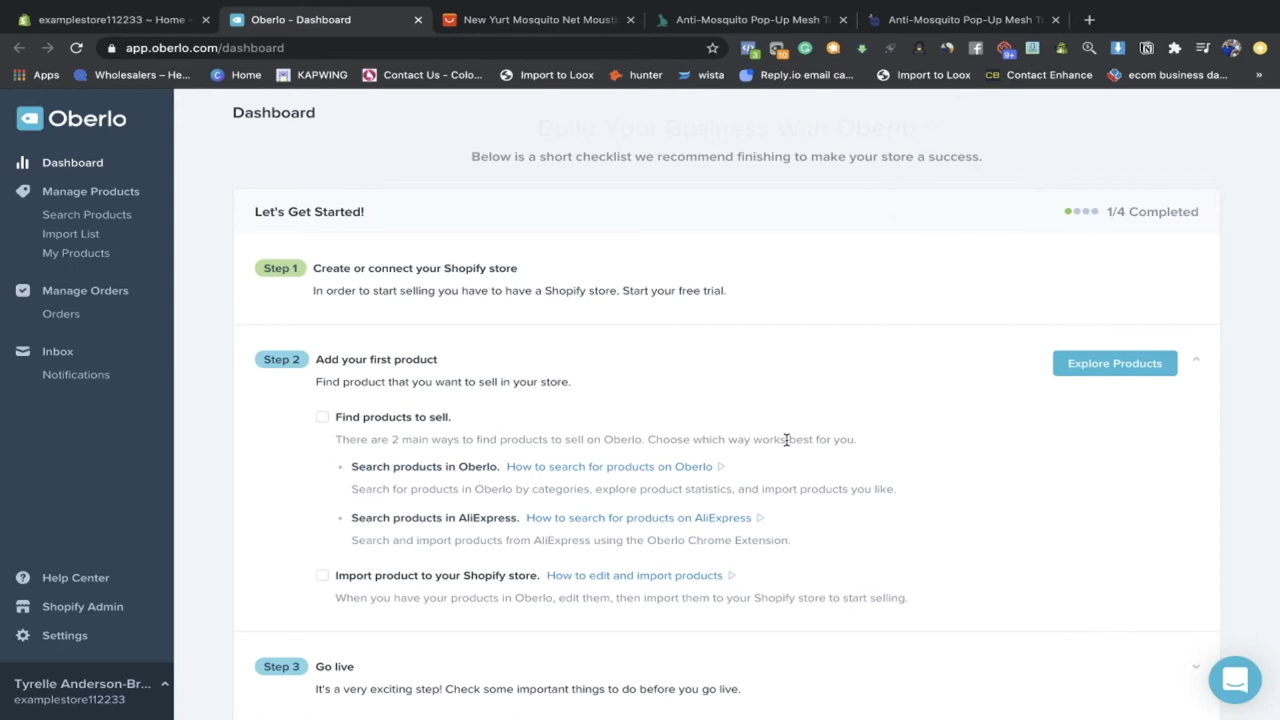 examplestore112233 ~ Home
Oberlo - Dashboard
New Yurt Mosquito Net Mousti
Anti-Mosquito Pop-Up Mesh T
Anti-Mosquito Pop-Up Mesh T
app.oberlo.com/dashboard
3
10
9+
Apps
Wholesalers – He...
Home
KAPWING
Contact Us - Colo...
Import to Loox
hunter
wista
Reply.io email ca...
Import to Loox
CB Contact Enhance
ecom business da...
»
Oberlo
Dashboard
Manage Products
Search Products
Import List
My Products
Manage Orders
Orders
Inbox
Notifications
Help Center
Shopify Admin
Settings
Tyrelle Anderson-Br...
examplestore112233
Dashboard
Build Your Business With Oberlo
Below is a short checklist we recommend finishing to make your store a success.
Let's Get Started!
1/4 Completed
Step 1
Create or connect your Shopify store
In order to start selling you have to have a Shopify store. Start your free trial.
Step 2
Add your first product
Find product that you want to sell in your store.
Explore Products
Find products to sell.
There are 2 main ways to find products to sell on Oberlo. Choose which way works best for you.
Search products in Oberlo. How to search for products on Oberlo
Search for products in Oberlo by categories, explore product statistics, and import products you like.
Search products in AliExpress. How to search for products on AliExpress
Search and import products from AliExpress using the Oberlo Chrome Extension.
Import product to your Shopify store. How to edit and import products
When you have your products in Oberlo, edit them, then import them to your Shopify store to start selling.
Step 3
Go live
It's a very exciting step! Check some important things to do before you go live.